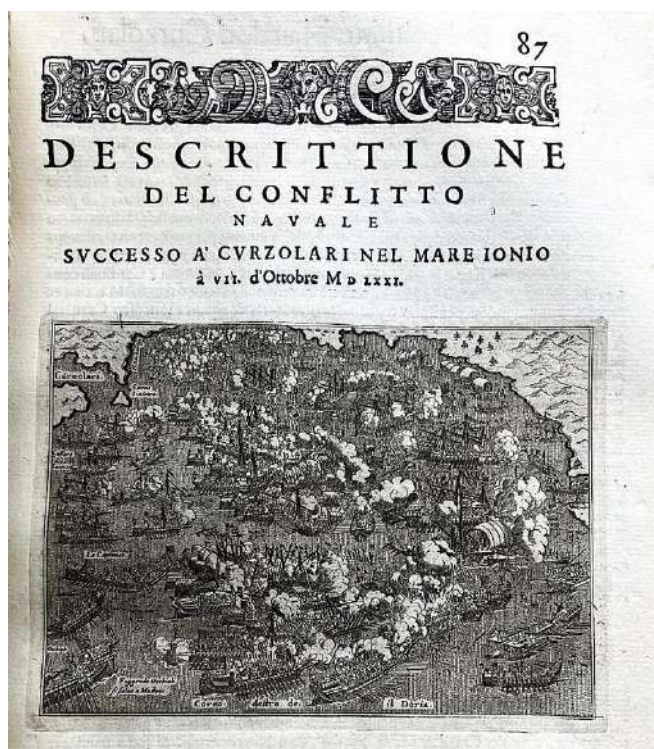 87
DESCRITTIONE
DEL CONFLITTO
NAVALE
SVCCESSO A' CVRZOLARI NEL MARE IONIO
à VII. d'Ottobre M D LXXI.
Curzolari.
Corno destro de il Doria.